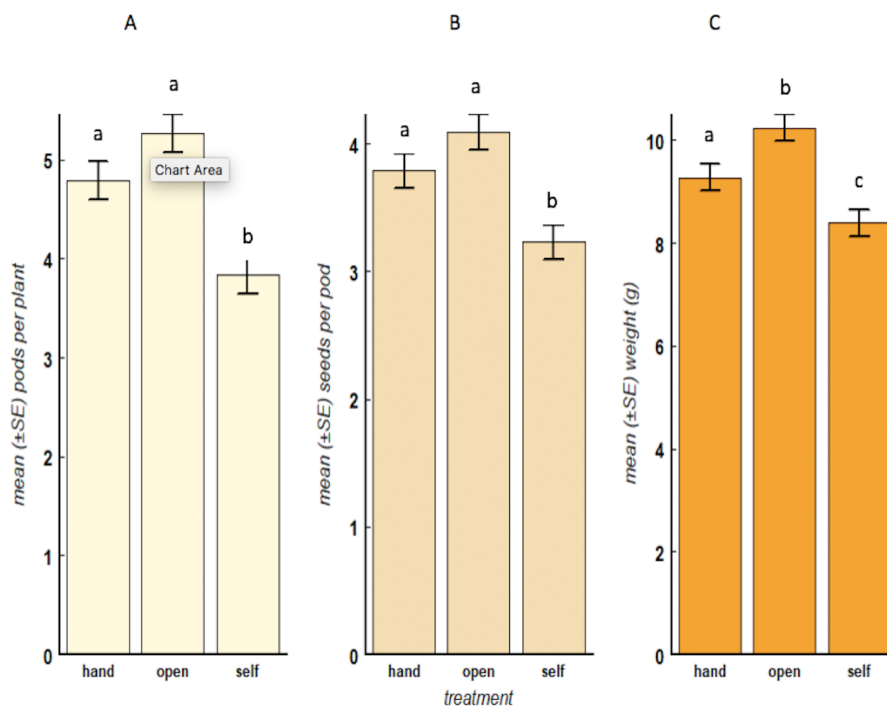 A
B
C
a
a
b
a
a
b
a
b
c
Chart Area
mean (±SE) pods per plant
5
4
3
2
1
0
hand open self
mean (±SE) seeds per pod
4
3
2
1
0
hand open self
treatment
mean (±SE) weight (g)
10
8
6
4
2
0
hand open self